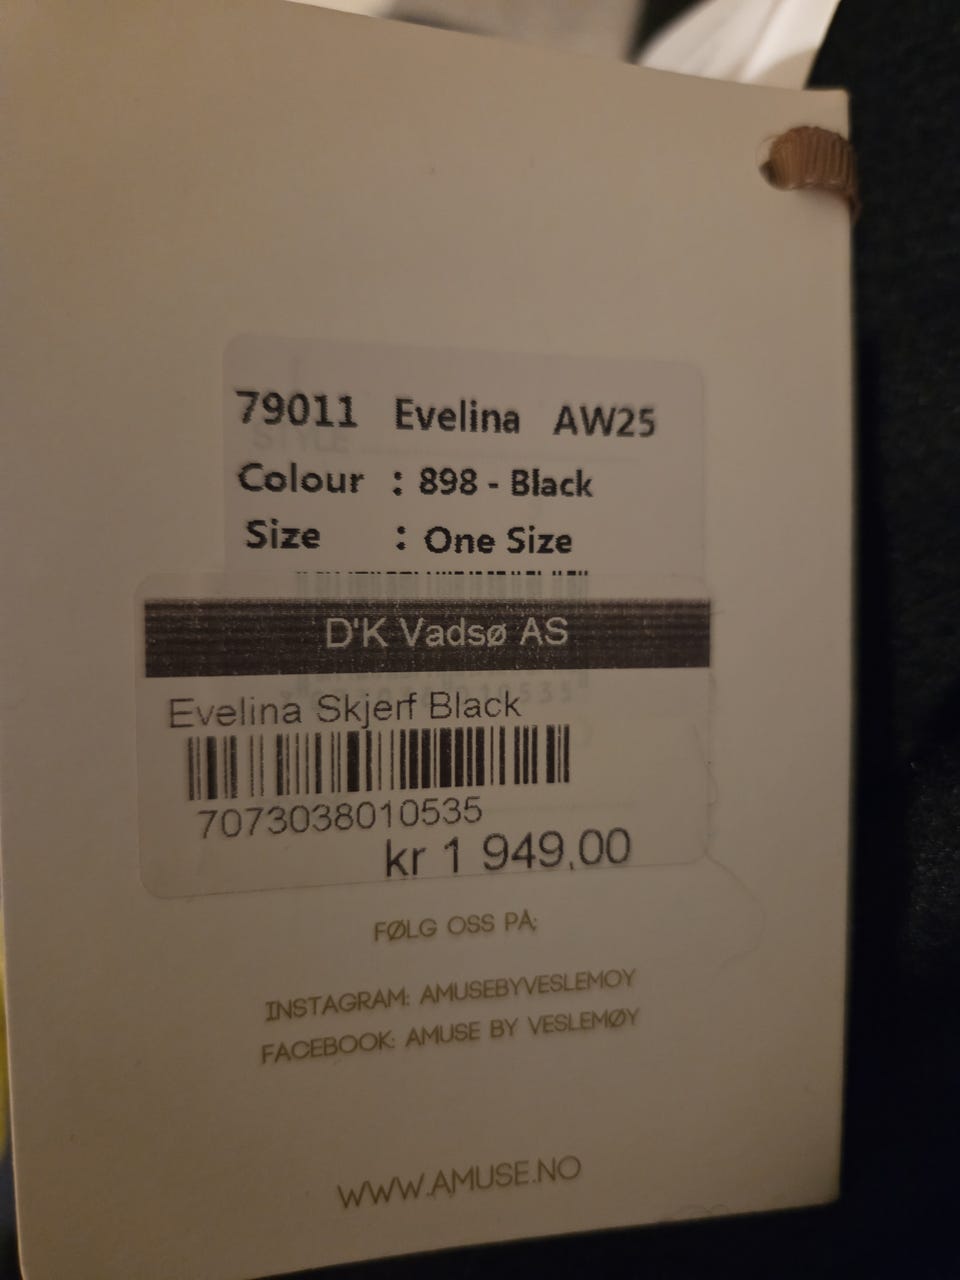 79011 Evelina AW25
Colour : 898 - Black
Size : One Size
D'K Vadsø AS
Evelina Skjerf Black
7073038010535
kr 1 949,00
FØLG OSS PÅ:
INSTAGRAM: AMUSEBYVESLEMOY
FACEBOOK: AMUSE BY VESLEMØY
WWW.AMUSE.NO